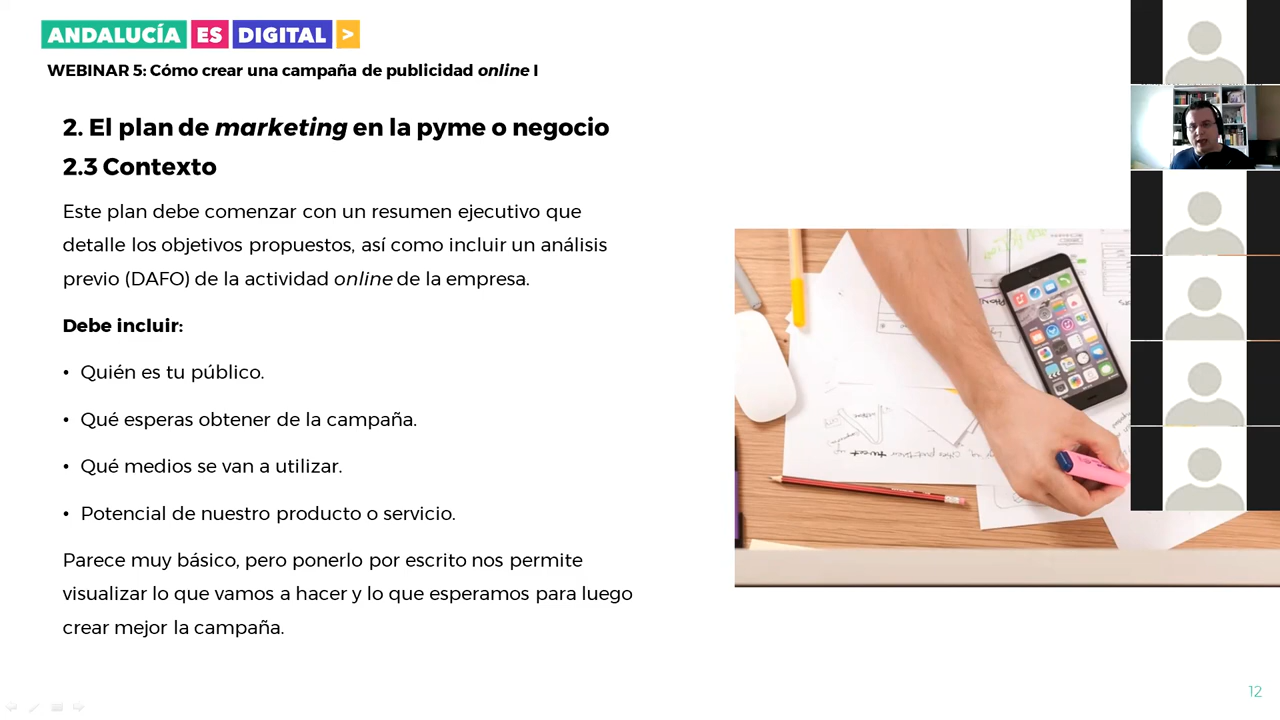 ANDALUCÍA ES DIGITAL >
WEBINAR 5: Cómo crear una campaña de publicidad online I
2. El plan de marketing en la pyme o negocio
2.3 Contexto
Este plan debe comenzar con un resumen ejecutivo que
detalle los objetivos propuestos, así como incluir un análisis
previo (DAFO) de la actividad online de la empresa.
Debe incluir:
• Quién es tu público.
• Qué esperas obtener de la campaña.
• Qué medios se van a utilizar.
• Potencial de nuestro producto o servicio.
Parece muy básico, pero ponerlo por escrito nos permite
visualizar lo que vamos a hacer y lo que esperamos para luego
crear mejor la campaña.
12